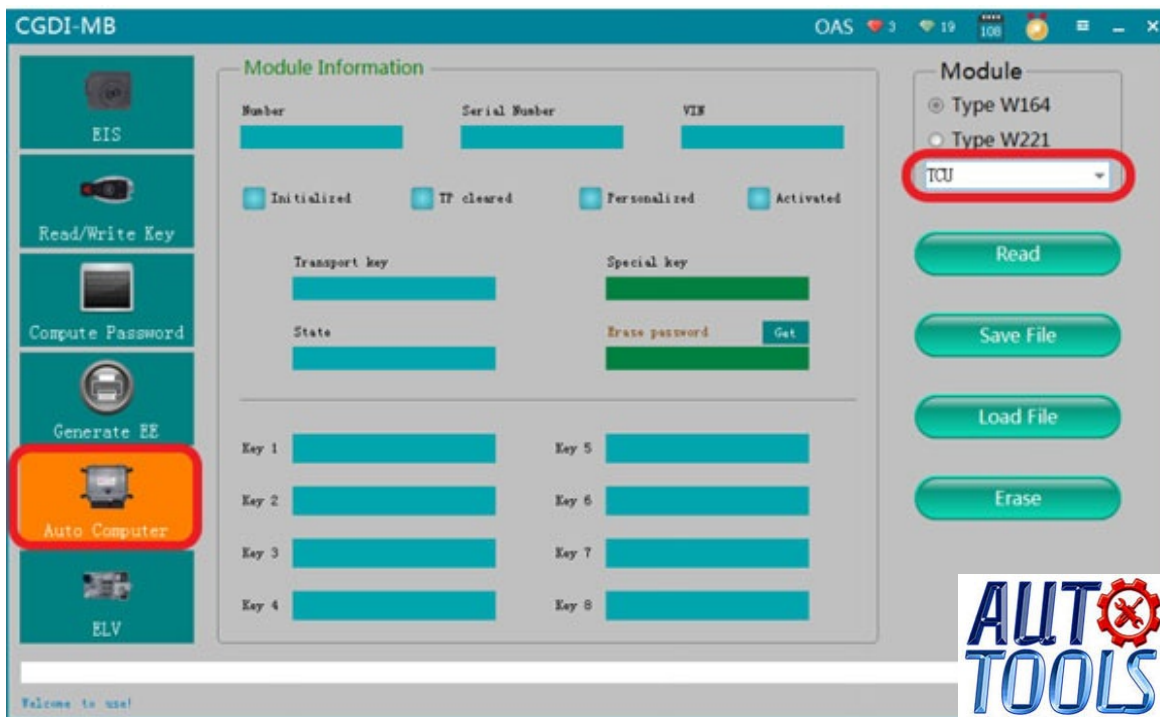 CGDI-MB
OAS 3 19 108
EIS
Read/Write Key
Compute Password
Generate EE
Auto Computer
ELV
Module Information
Number Serial Number VIN
Initialized TP cleared Personalized Activated
Transport key Special key
State Erase password Get
Key 1 Key 5
Key 2 Key 6
Key 3 Key 7
Key 4 Key 8
Module
Type W164
Type W221
TCU
Read
Save File
Load File
Erase
AUTO
TOOLS
Welcome to use!